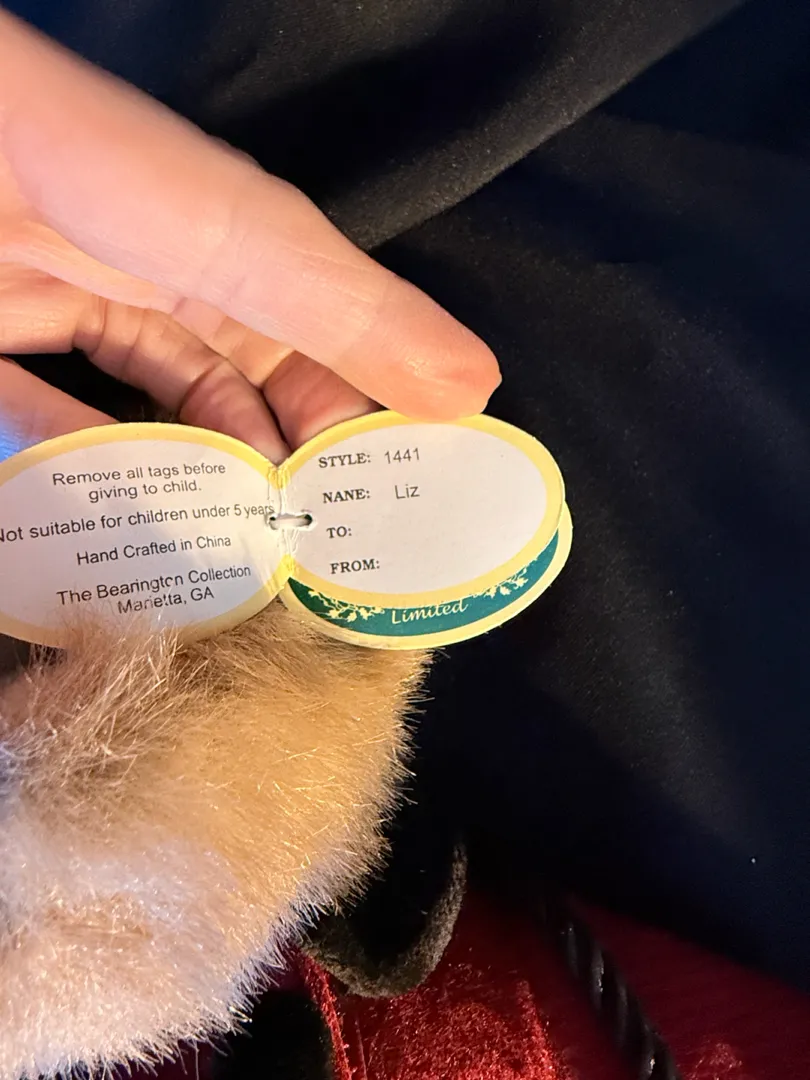 Remove all tags before
giving to child.
Not suitable for children under 5 years
Hand Crafted in China
The Bearington Collection
Marietta, GA
STYLE: 1441
NANE: Liz
TO:
FROM:
Limited